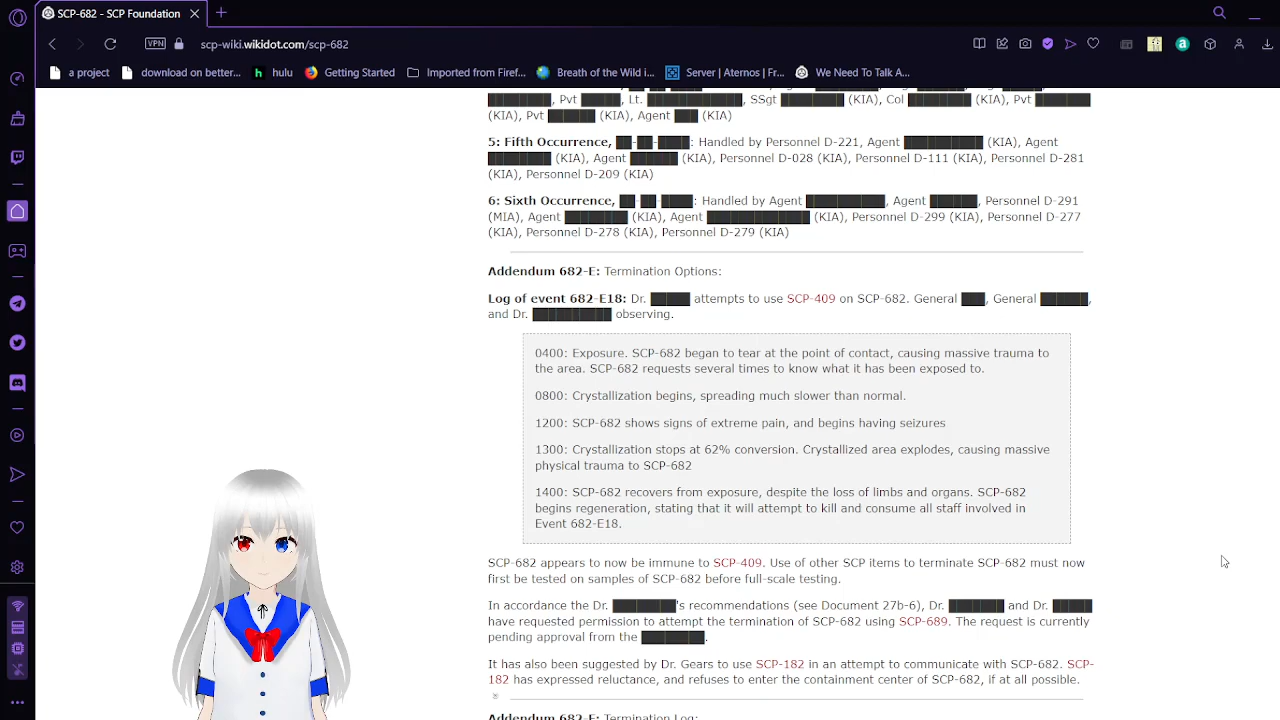 SCP-682 - SCP Foundation
VPN
scp-wiki.wikidot.com/scp-682
a project
download on better...
hulu
Getting Started
Imported from Firef...
Breath of the Wild i...
Server | Aternos | Fr...
We Need To Talk A...
████████, Pvt █████, Lt. ████████████, SSgt ████████ (KIA), Col ████████ (KIA), Pvt ███████
(KIA), Pvt ██████ (KIA), Agent ███ (KIA)
5: Fifth Occurrence, ██-██-████: Handled by Personnel D-221, Agent ██████████ (KIA), Agent
████████ (KIA), Agent ██████ (KIA), Personnel D-028 (KIA), Personnel D-111 (KIA), Personnel D-281
(KIA), Personnel D-209 (KIA)
6: Sixth Occurrence, ██-██-████: Handled by Agent ██████████, Agent ██████, Personnel D-291
(MIA), Agent ████████ (KIA), Agent █████████████ (KIA), Personnel D-299 (KIA), Personnel D-277
(KIA), Personnel D-278 (KIA), Personnel D-279 (KIA)
Addendum 682-E: Termination Options:
Log of event 682-E18: Dr. █████ attempts to use SCP-409 on SCP-682. General ███, General ██████,
and Dr. ██████████ observing.
0400: Exposure. SCP-682 began to tear at the point of contact, causing massive trauma to
the area. SCP-682 requests several times to know what it has been exposed to.
0800: Crystallization begins, spreading much slower than normal.
1200: SCP-682 shows signs of extreme pain, and begins having seizures
1300: Crystallization stops at 62% conversion. Crystallized area explodes, causing massive
physical trauma to SCP-682
1400: SCP-682 recovers from exposure, despite the loss of limbs and organs. SCP-682
begins regeneration, stating that it will attempt to kill and consume all staff involved in
Event 682-E18.
SCP-682 appears to now be immune to SCP-409. Use of other SCP items to terminate SCP-682 must now
first be tested on samples of SCP-682 before full-scale testing.
In accordance the Dr. ████████'s recommendations (see Document 27b-6), Dr. ███████ and Dr. █████
have requested permission to attempt the termination of SCP-682 using SCP-689. The request is currently
pending approval from the ████████.
It has also been suggested by Dr. Gears to use SCP-182 in an attempt to communicate with SCP-682. SCP-
182 has expressed reluctance, and refuses to enter the containment center of SCP-682, if at all possible.
Termination Log: